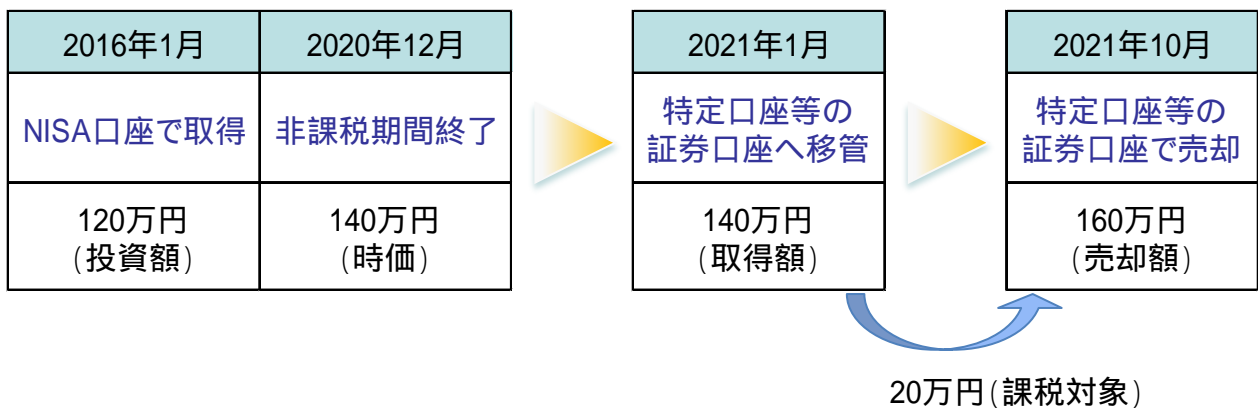 2016年1月
2020年12月
2021年1月
2021年10月
NISA口座で取得
非課税期間終了
特定口座等の
証券口座へ移管
特定口座等の
証券口座で売却
120万円
(投資額)
140万円
(時価)
140万円
(取得額)
160万円
(売却額)
20万円(課税対象)